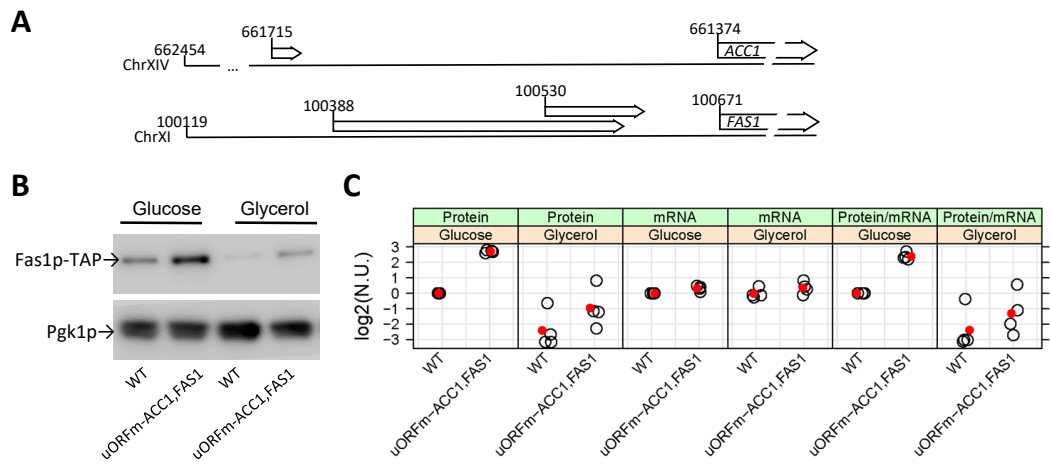 A
661715
661374
662454
ChrXIV
...
ACC1
100530
100388
100671
100119
ChrXI
FAS1
B
Glucose
Glycerol
Fas1p-TAP
Pgk1p
WT
uORFm-ACC1,FAS1
WT
uORFm-ACC1,FAS1
C
Protein
Protein
mRNA
mRNA
Protein/mRNA
Protein/mRNA
Glucose
Glycerol
Glucose
Glycerol
Glucose
Glycerol
log2(N.U.)
3
2
1
0
−1
−2
−3
WT
uORFm−ACC1,FAS1
WT
uORFm−ACC1,FAS1
WT
uORFm−ACC1,FAS1
WT
uORFm−ACC1,FAS1
WT
uORFm−ACC1,FAS1
WT
uORFm−ACC1,FAS1